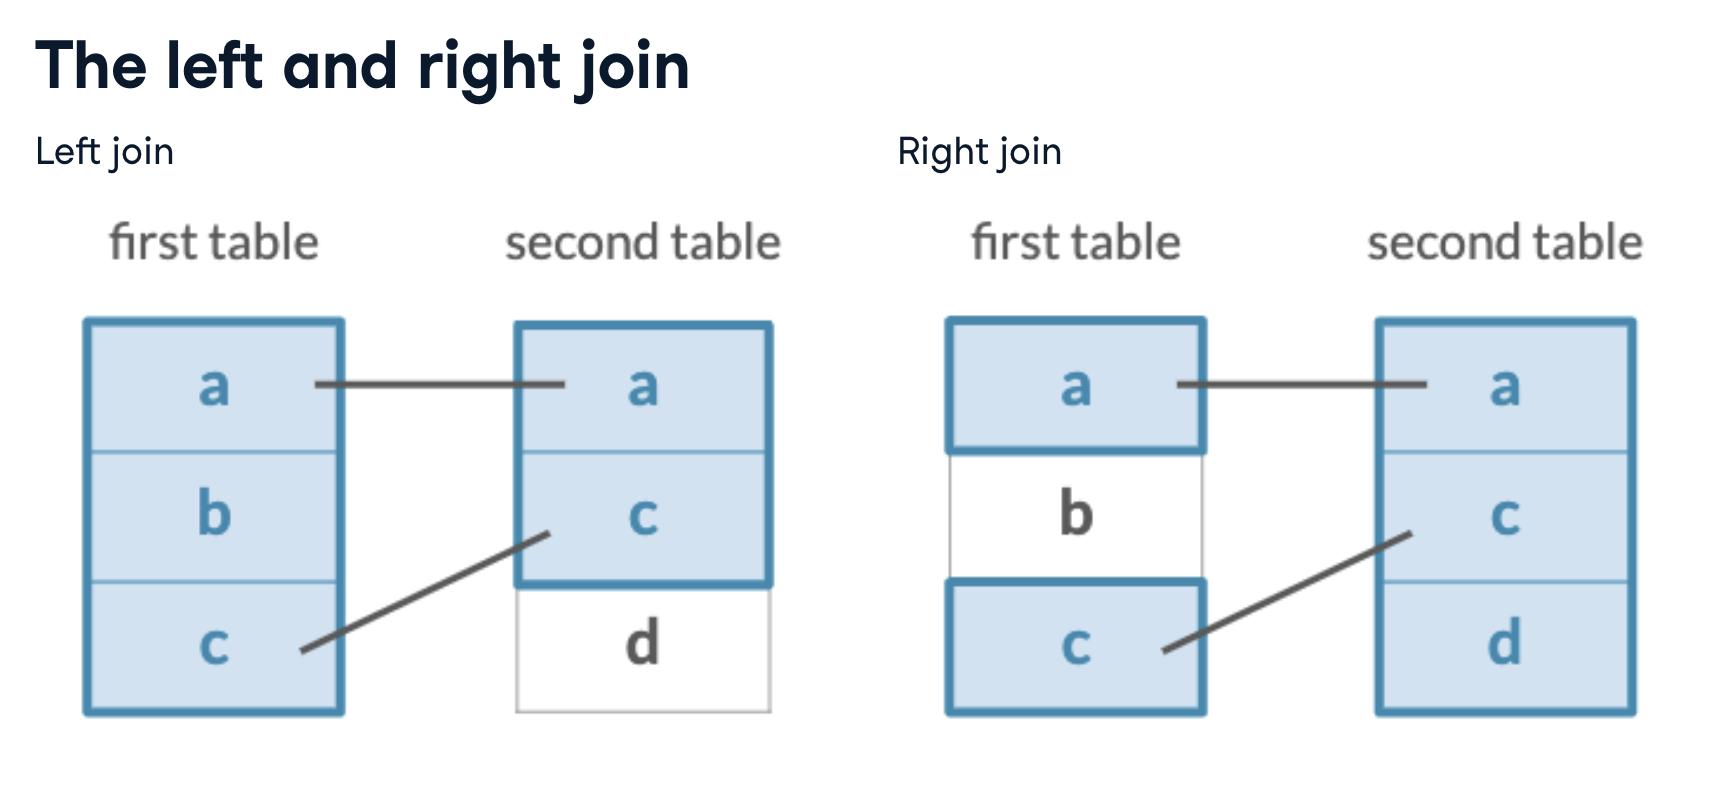 The left and right join
Left join
first table
second table
a
b
c
a
c
d
Right join
first table
second table
a
b
c
a
c
d